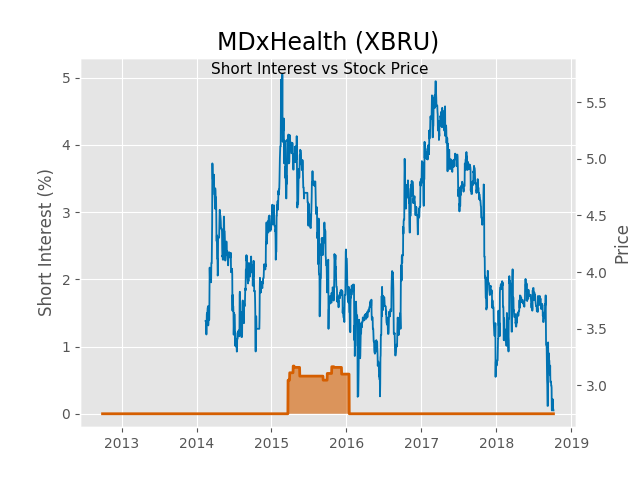 MDxHealth (XBRU)
Short Interest vs Stock Price
Short Interest (%)
5
4
3
2
1
0
5.5
5.0
4.5
4.0
3.5
3.0
Price
2013 2014 2015 2016 2017 2018 2019